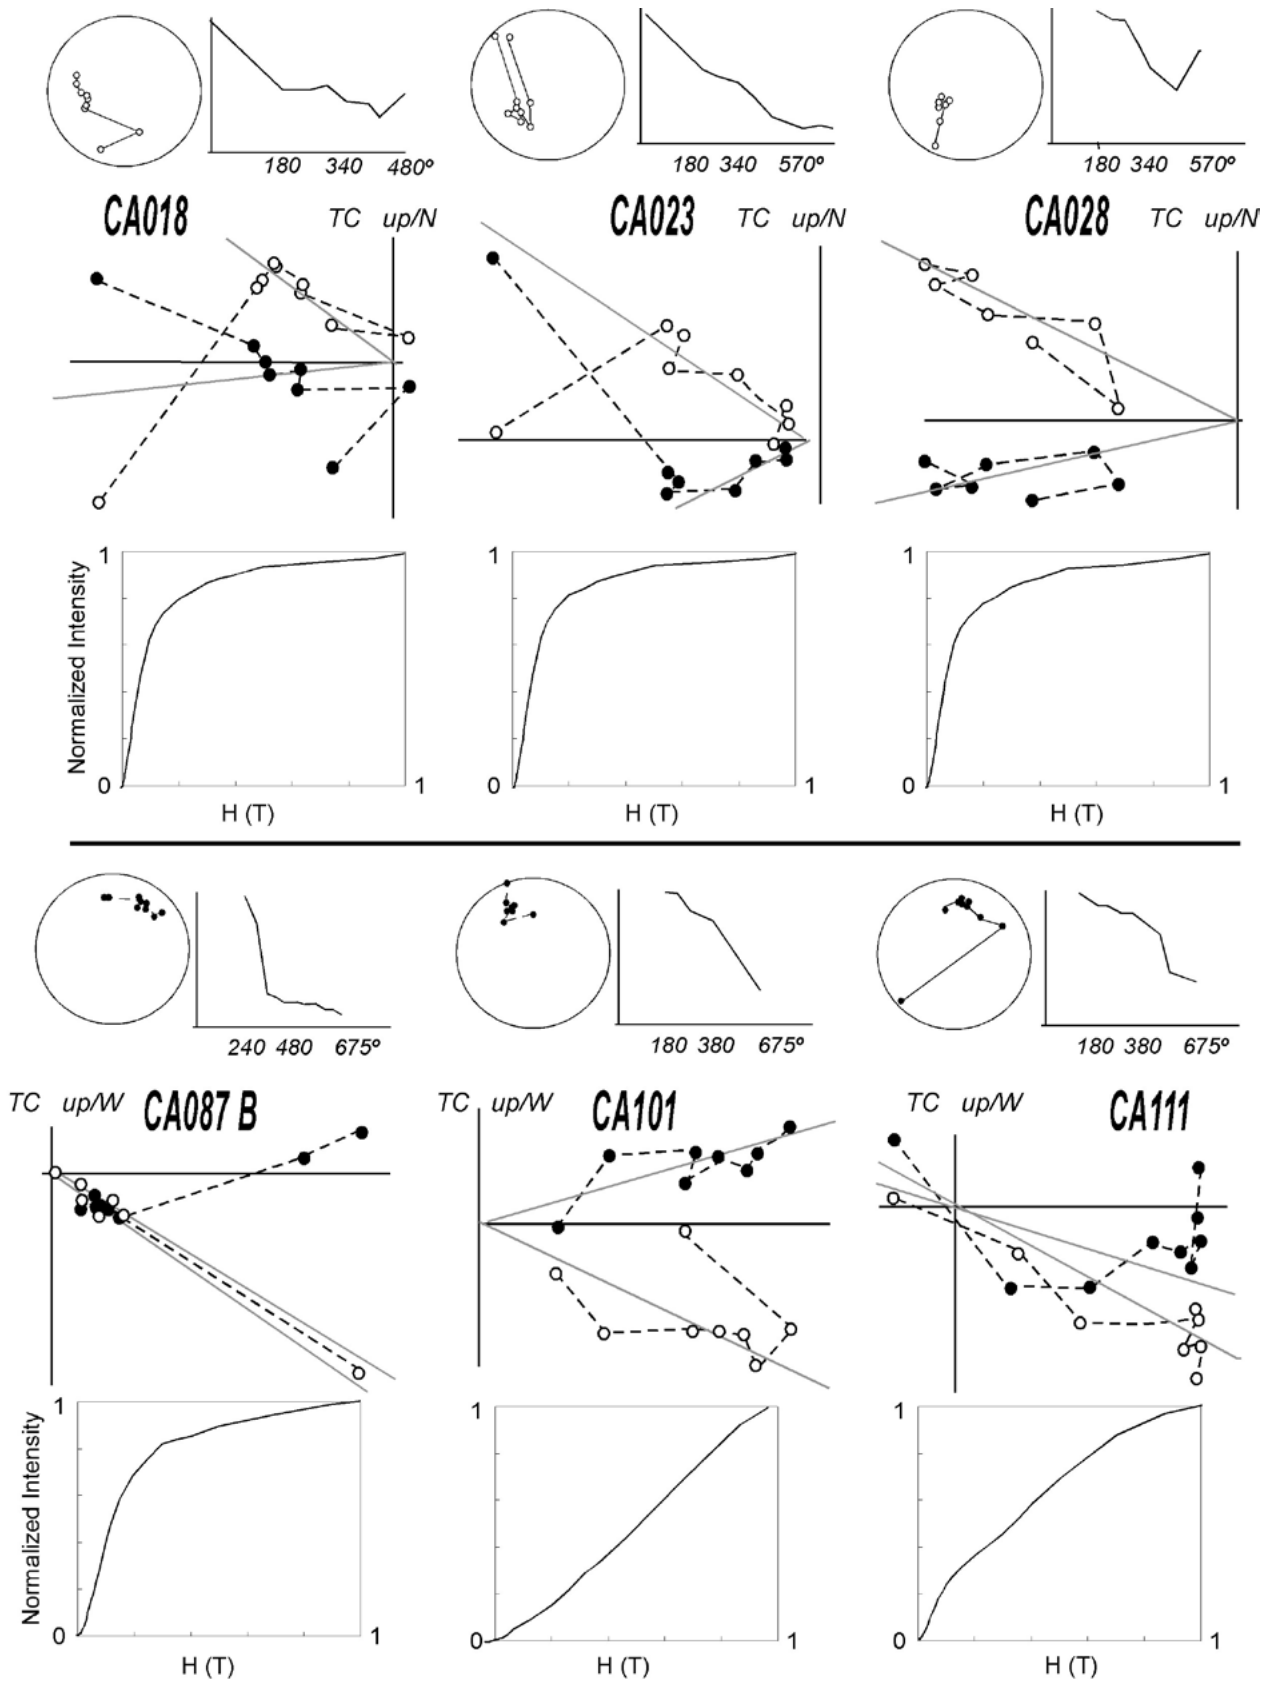 180 340 480º
180 340 570º
180 340 570º
CA018 TC up/N
CA023 TC up/N
CA028 TC up/N
Normalized Intensity
1
0
1
H (T)
1
0
1
H (T)
1
0
1
H (T)
240 480 675º
180 380 675º
180 380 675º
TC up/W CA087 B
TC up/W CA101
TC up/W CA111
Normalized Intensity
1
0
1
H (T)
1
0
1
H (T)
1
0
1
H (T)